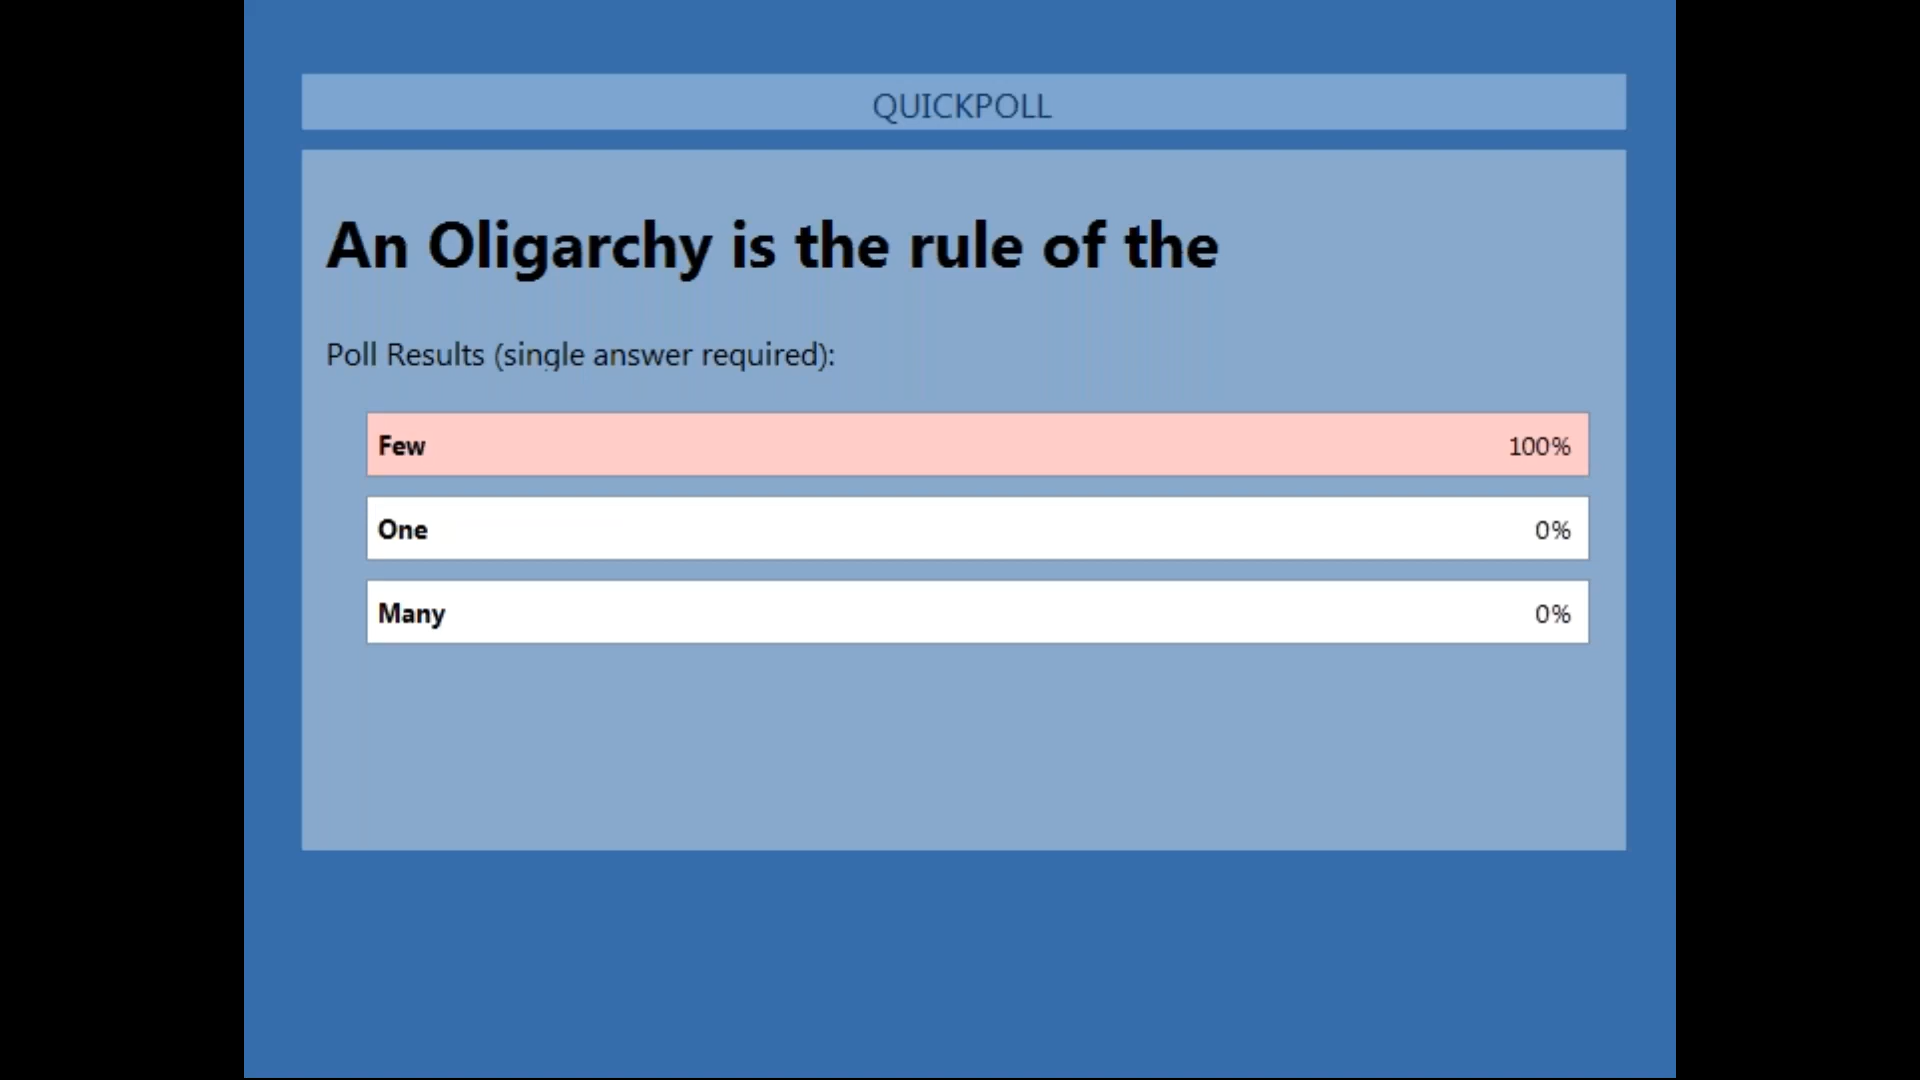 QUICKPOLL
An Oligarchy is the rule of the
Poll Results (single answer required):
Few 100%
One 0%
Many 0%